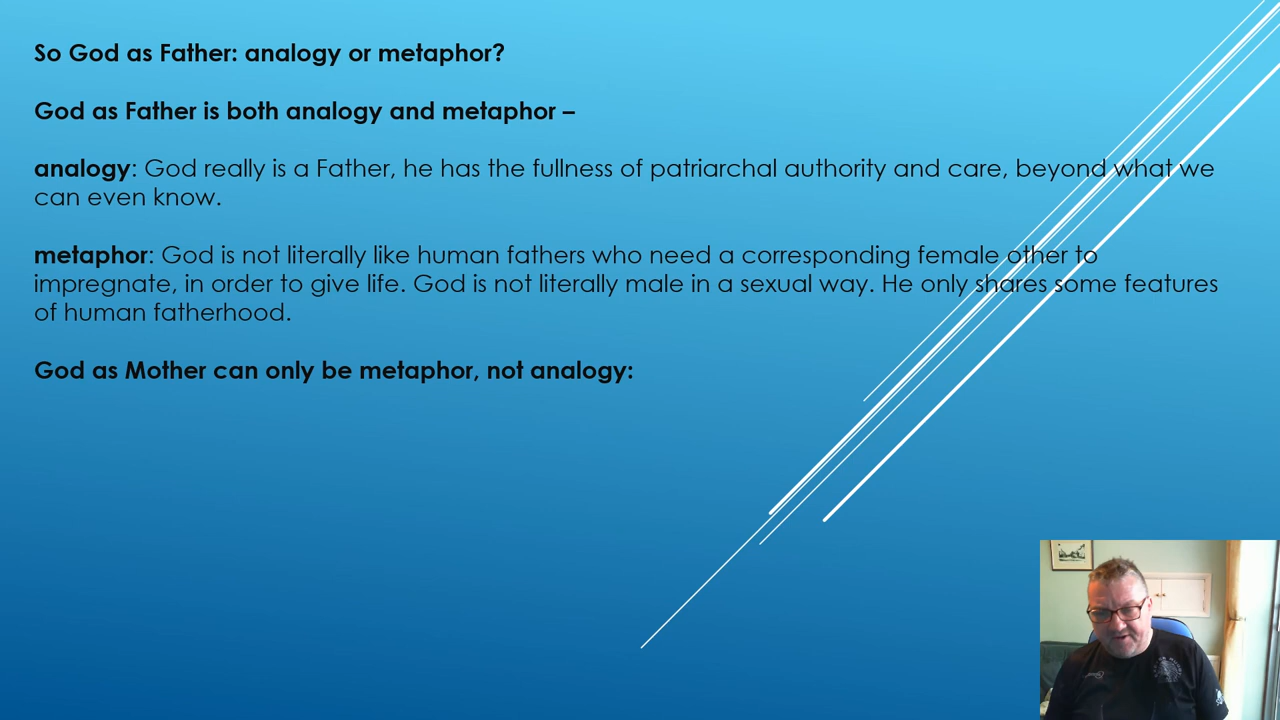 So God as Father: analogy or metaphor?
God as Father is both analogy and metaphor –
analogy: God really is a Father, he has the fullness of patriarchal authority and care, beyond what we
can even know.
metaphor: God is not literally like human fathers who need a corresponding female other to
impregnate, in order to give life. God is not literally male in a sexual way. He only shares some features
of human fatherhood.
God as Mother can only be metaphor, not analogy: